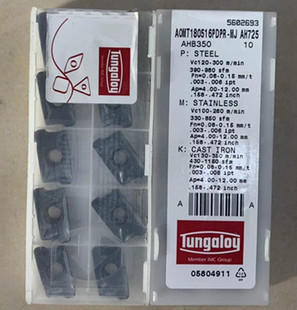 Tungaloy
5602693
AOMT180516PDPR-MJ AH725
AHB350 10
P: STEEL
Vc120-300 m/min
390-980 sfm
Fn=0.08-0.15 mm/t
.003-.006 ipt
Ap=4.00-12.00 mm
.158-.472 inch
M: STAINLESS
Vc100-260 m/min
330-850 sfm
Fn=0.08-0.15 mm/t
.003-.006 ipt
Ap=4.00-12.00 mm
.158-.472 inch
K: CAST IRON
Vc130-350 m/min
430-1150 sfm
Fn=0.08-0.15 mm/t
.003-.006 ipt
Ap=4.00-12.00 mm
.158-.472 inch
A A
Tungaloy
Member IMC Group
05804911